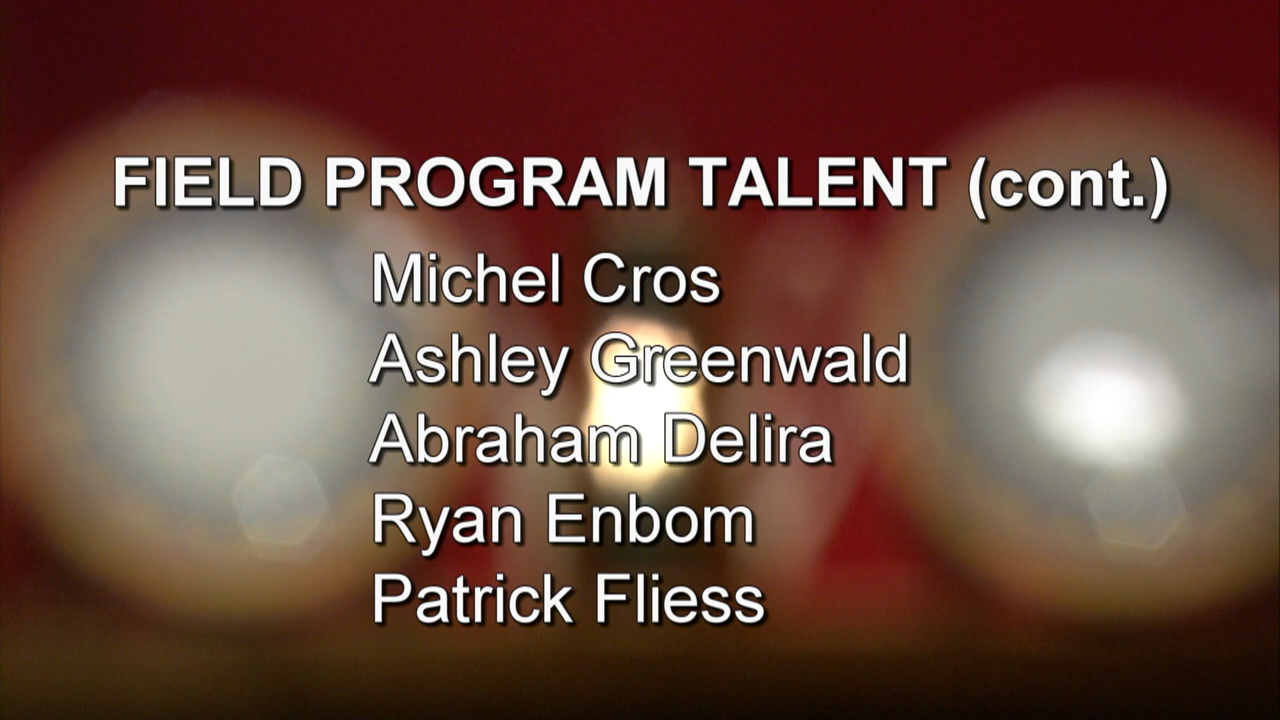 FIELD PROGRAM TALENT (cont.)
Michel Cros
Ashley Greenwald
Abraham Delira
Ryan Enbom
Patrick Fliess